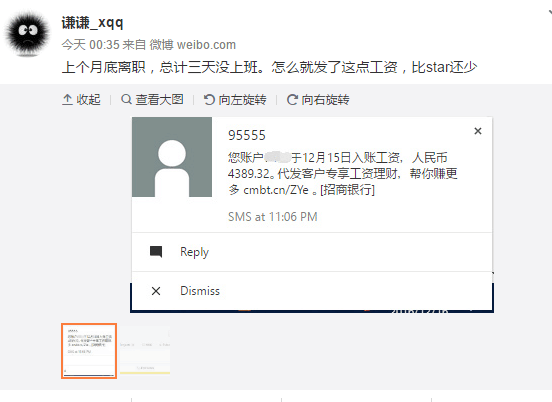 谦谦_xqq
今天 00:35 来自 微博 weibo.com
上个月底离职，总计三天没上班。怎么就发了这点工资，比star还少
收起 查看大图 向左旋转 向右旋转
95555
您账户于12月15日入账工资，人民币
4389.32。代发客户专享工资理财，帮你赚更
多 cmbt.cn/ZYe 。[招商银行]
SMS at 11:06 PM
Reply
Dismiss